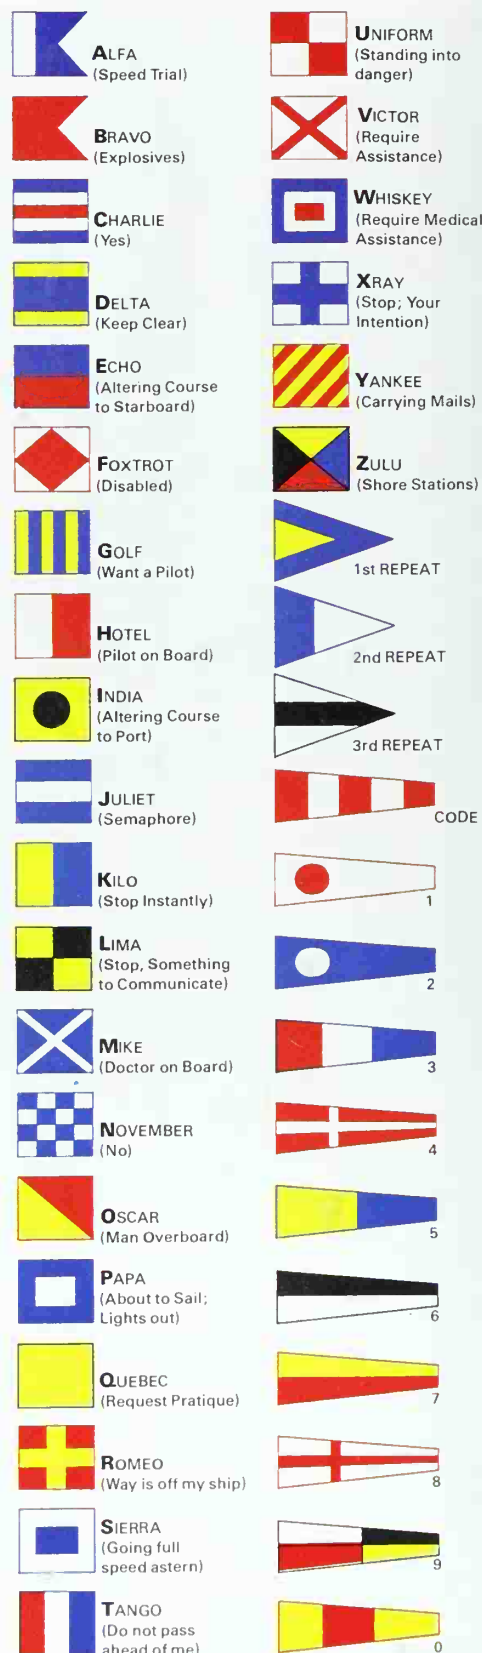 ALFA
(Speed Trial)
BRAVO
(Explosives)
CHARLIE
(Yes)
DELTA
(Keep Clear)
ECHO
(Altering Course
to Starboard)
FOXTROT
(Disabled)
GOLF
(Want a Pilot)
HOTEL
(Pilot on Board)
INDIA
(Altering Course
to Port)
JULIET
(Semaphore)
KILO
(Stop Instantly)
LIMA
(Stop, Something
to Communicate)
MIKE
(Doctor on Board)
NOVEMBER
(No)
OSCAR
(Man Overboard)
PAPA
(About to Sail;
Lights out)
QUEBEC
(Request Pratique)
ROMEO
(Way is off my ship)
SIERRA
(Going full
speed astern)
TANGO
(Do not pass
ahead of me)
UNIFORM
(Standing into
danger)
VICTOR
(Require
Assistance)
WHISKEY
(Require Medical
Assistance)
XRAY
(Stop; Your
Intention)
YANKEE
(Carrying Mails)
ZULU
(Shore Stations)
1st REPEAT
2nd REPEAT
3rd REPEAT
CODE
1
2
3
4
5
6
7
8
9
0